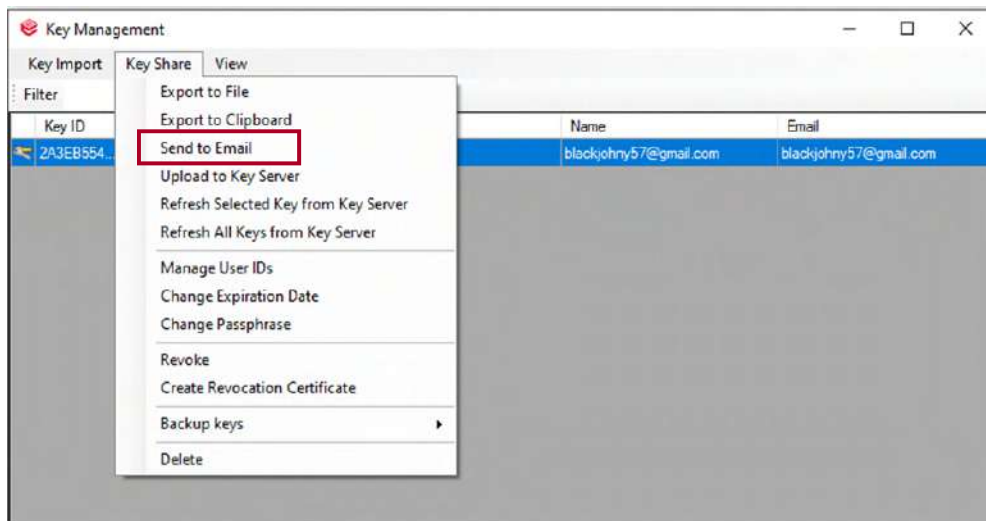 Key Management
Key Import Key Share View
Filter
Export to File
Export to Clipboard
Send to Email
Upload to Key Server
Refresh Selected Key from Key Server
Refresh All Keys from Key Server
Manage User IDs
Change Expiration Date
Change Passphrase
Revoke
Create Revocation Certificate
Backup keys
Delete
Key ID Name Email
2A3EB554... blackjohny57@gmail.com blackjohny57@gmail.com